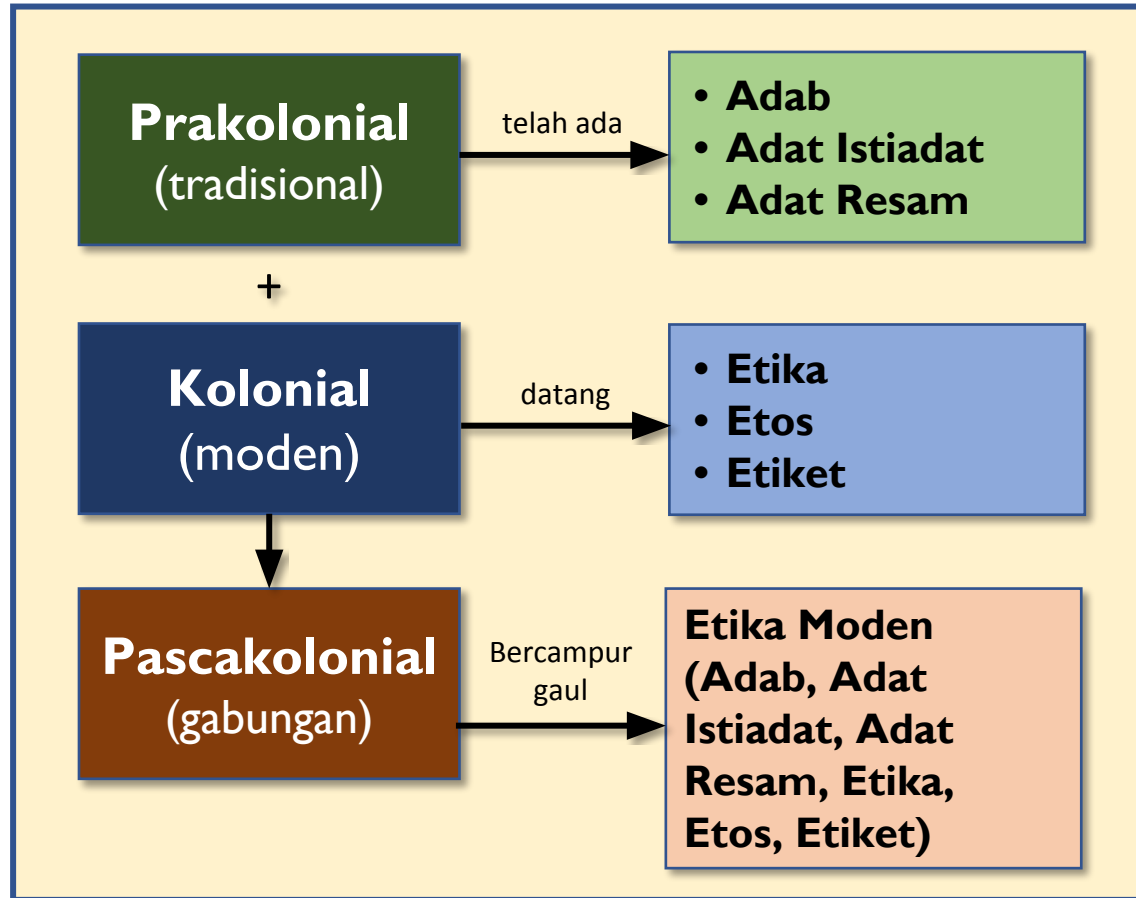 Prakolonial
(tradisional)
telah ada
• Adab
• Adat Istiadat
• Adat Resam
+
Kolonial
(moden)
datang
• Etika
• Etos
• Etiket
Pascakolonial
(gabungan)
Bercampur
gaul
Etika Moden
(Adab, Adat
Istiadat, Adat
Resam, Etika,
Etos, Etiket)